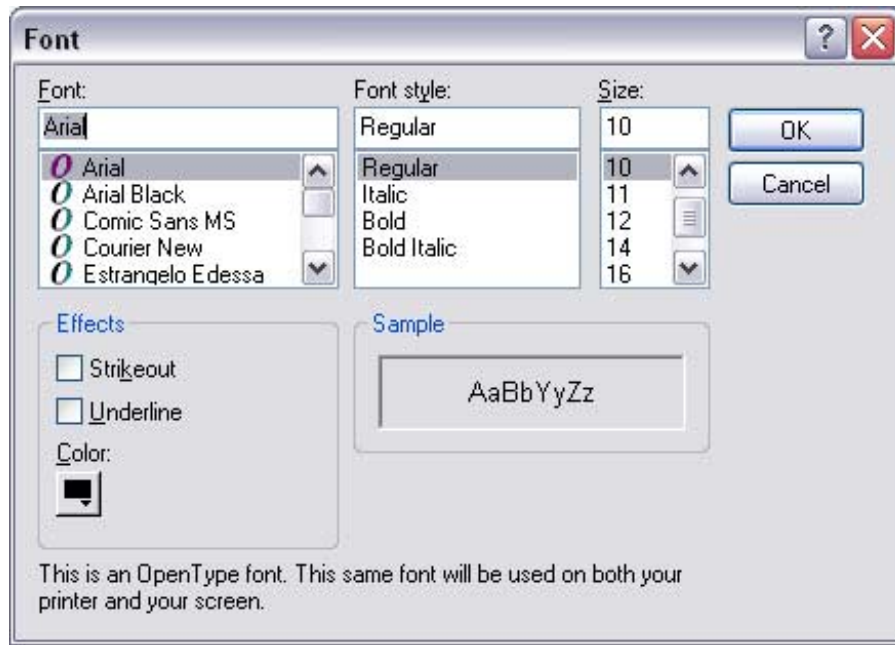 Font
Font:
Font style:
Size:
Arial
Regular
10
OK
Arial
Regular
10
Cancel
Arial Black
Italic
11
Comic Sans MS
Bold
12
Courier New
Bold Italic
14
Estrangelo Edessa
16
Effects
Sample
Strikeout
AaBbYyZz
Underline
Color:
This is an OpenType font. This same font will be used on both your
printer and your screen.